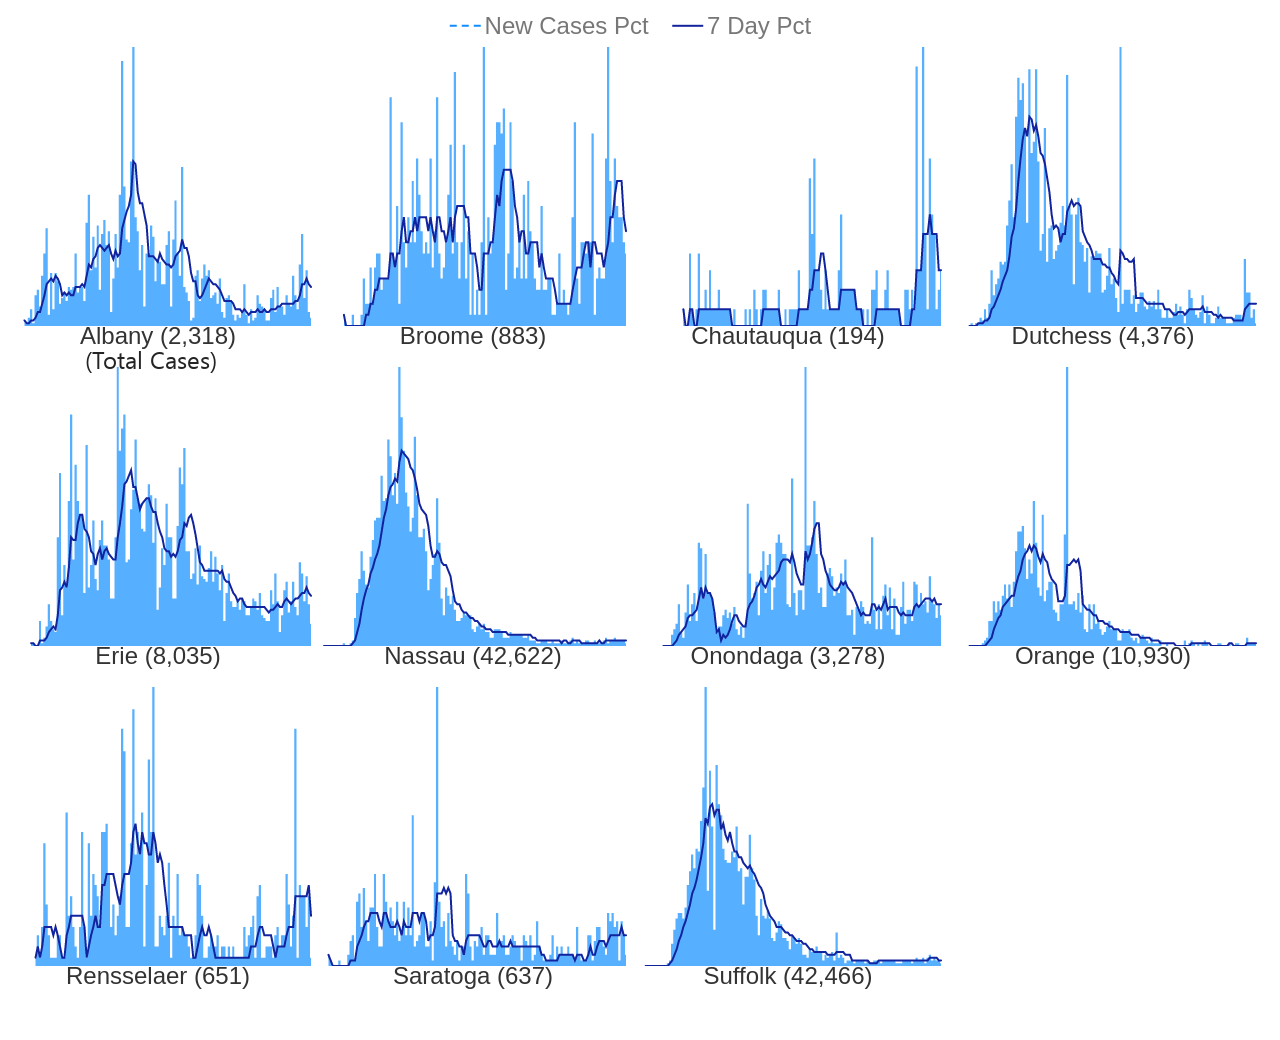 New Cases Pct 7 Day Pct
Albany (2,318) Broome (883) Chautauqua (194) Dutchess (4,376)
(Total Cases)
Erie (8,035) Nassau (42,622) Onondaga (3,278) Orange (10,930)
Rensselaer (651) Saratoga (637) Suffolk (42,466)